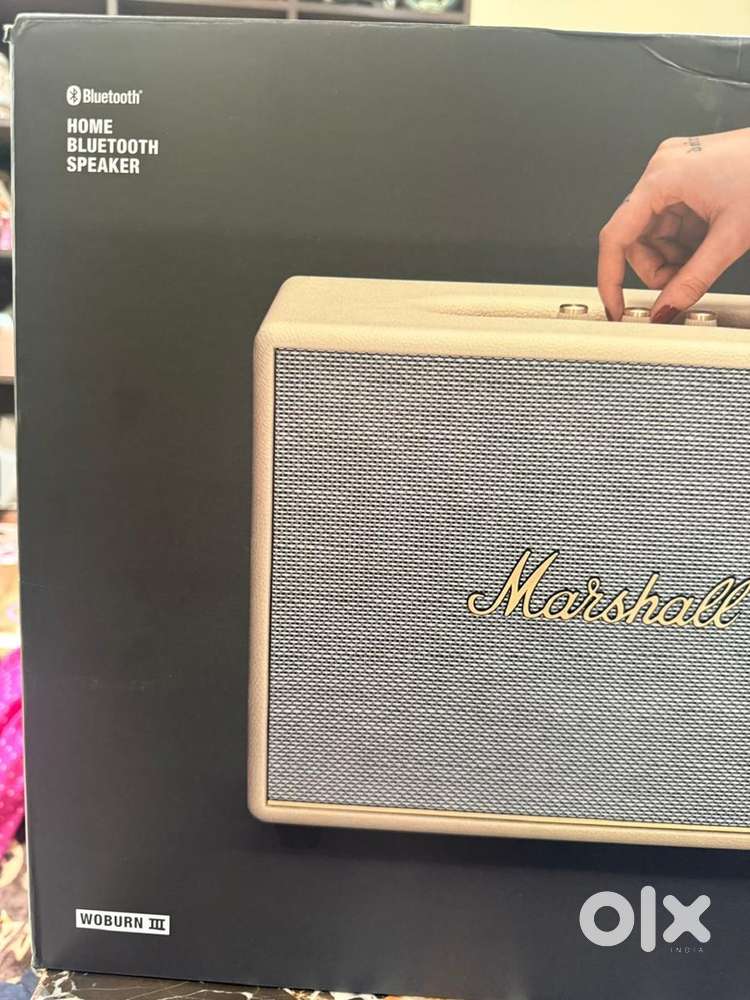 Bluetooth
HOME
BLUETOOTH
SPEAKER
Marshall
WOBURN III
olx
INDIA